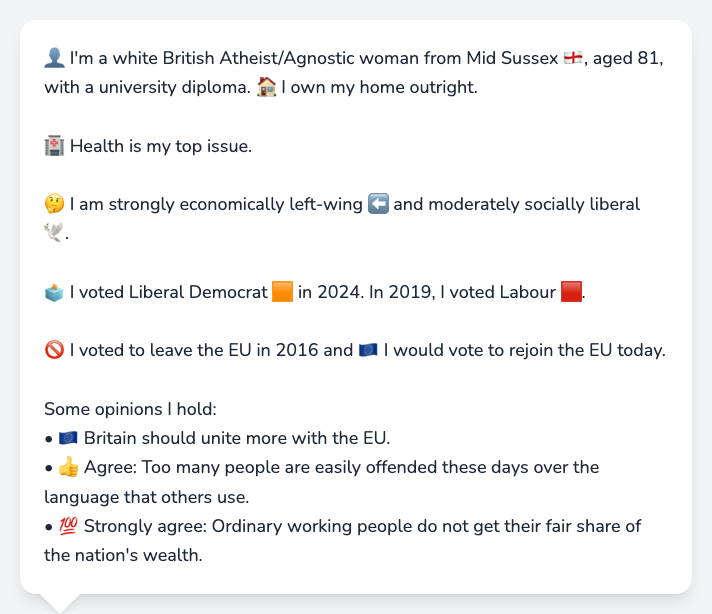 👤 I'm a white British Atheist/Agnostic woman from Mid Sussex 🏴󠁧󠁢󠁥󠁮󠁧󠁿, aged 81,
with a university diploma. 🏠 I own my home outright.
🏥 Health is my top issue.
🤔 I am strongly economically left-wing ⬅️ and moderately socially liberal
🕊️.
🗳️ I voted Liberal Democrat 🟧 in 2024. In 2019, I voted Labour 🟥.
🚫 I voted to leave the EU in 2016 and 🇪🇺 I would vote to rejoin the EU today.
Some opinions I hold:
• 🇪🇺 Britain should unite more with the EU.
• 👍 Agree: Too many people are easily offended these days over the
language that others use.
• 💯 Strongly agree: Ordinary working people do not get their fair share of
the nation's wealth.